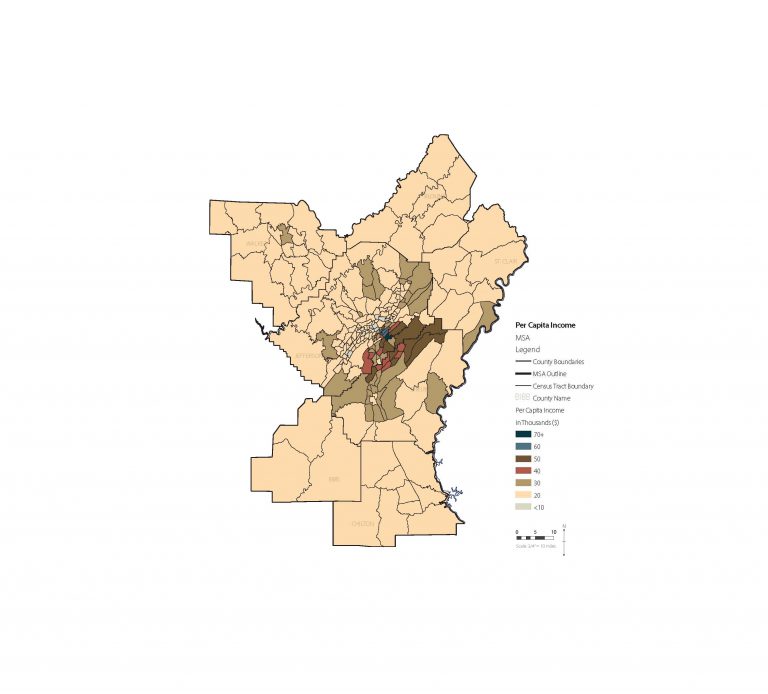 BLOUNT
WALKER
ST. CLAIR
JEFFERSON
BIBB
CHILTON
Per Capita Income
MSA
Legend
County Boundaries
MSA Outline
Census Tract Boundary
BIBB County Name
Per Capita Income
in Thousands ($)
70+
60
50
40
30
20
<10
0 5 10
N
Scale: 3/4" = 10 miles